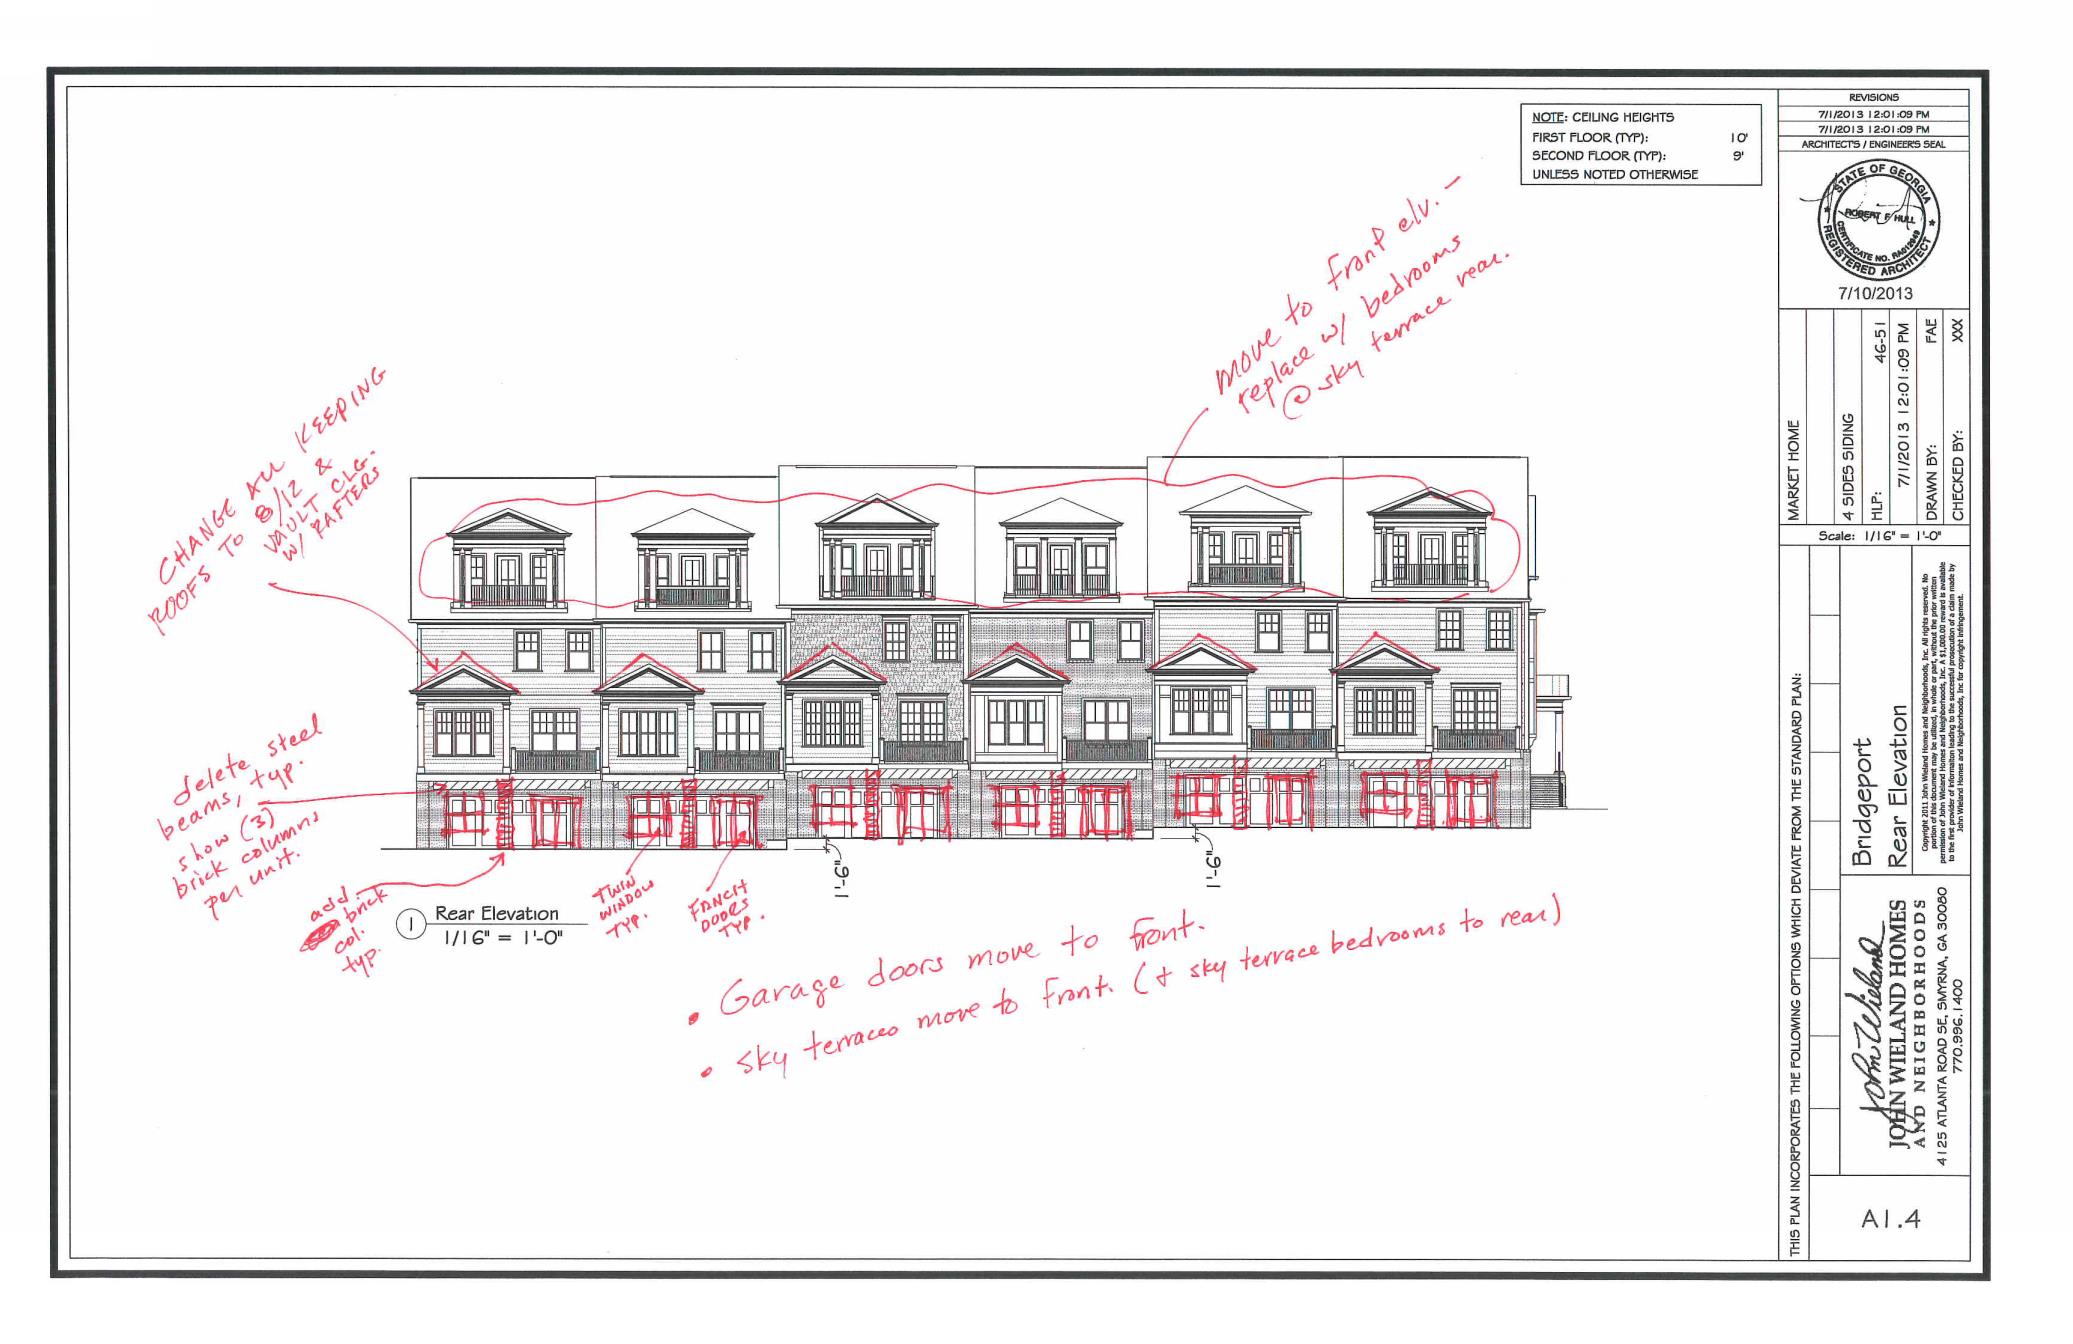 NOTE: CEILING HEIGHTS
FIRST FLOOR (TYP): 10'
SECOND FLOOR (TYP): 9'
UNLESS NOTED OTHERWISE
move to front elv. –
replace w/ bedrooms
@ sky terrace rear.
CHANGE ALL KEEPING
ROOFS TO 8/12 &
VAULT CLG.
W/ RAFTERS
delete steel
beams, typ.
show (3)
brick columns
per unit.
add
brick
col.
typ.
TWIN
WINDOW
TYP.
FRNCH
DOORS
TYP.
1'-6"
1'-6"
1 Rear Elevation
1/16" = 1'-0"
• Garage doors move to front.
• sky terraces move to front. (+ sky terrace bedrooms to rear)
REVISIONS
7/1/2013 12:01:09 PM
7/1/2013 12:01:09 PM
ARCHITECT'S / ENGINEER'S SEAL
STATE OF GEORGIA
ROBERT F HULL
CERTIFICATE NO. RA012049
REGISTERED ARCHITECT
7/10/2013
MARKET HOME
4 SIDES SIDING
HLP: 46-51
7/1/2013 12:01:09 PM
DRAWN BY: FAE
CHECKED BY: XXX
Scale: 1/16" = 1'-0"
THIS PLAN INCORPORATES THE FOLLOWING OPTIONS WHICH DEVIATE FROM THE STANDARD PLAN:
Bridgeport
Rear Elevation
Copyright 2011 John Wieland Homes and Neighborhoods, Inc. All rights reserved. No
portion of this document may be utilized, in whole or part, without the prior written
permission of John Wieland Homes and Neighborhoods, Inc. A $1,000.00 reward is available
to the first provider of information leading to the successful prosecution of a claim made by
John Wieland Homes and Neighborhoods, Inc for copyright infringement.
John Wieland
JOHN WIELAND HOMES
AND NEIGHBORHOODS
4125 ATLANTA ROAD SE, SMYRNA, GA 30080
770.996.1400
A1.4